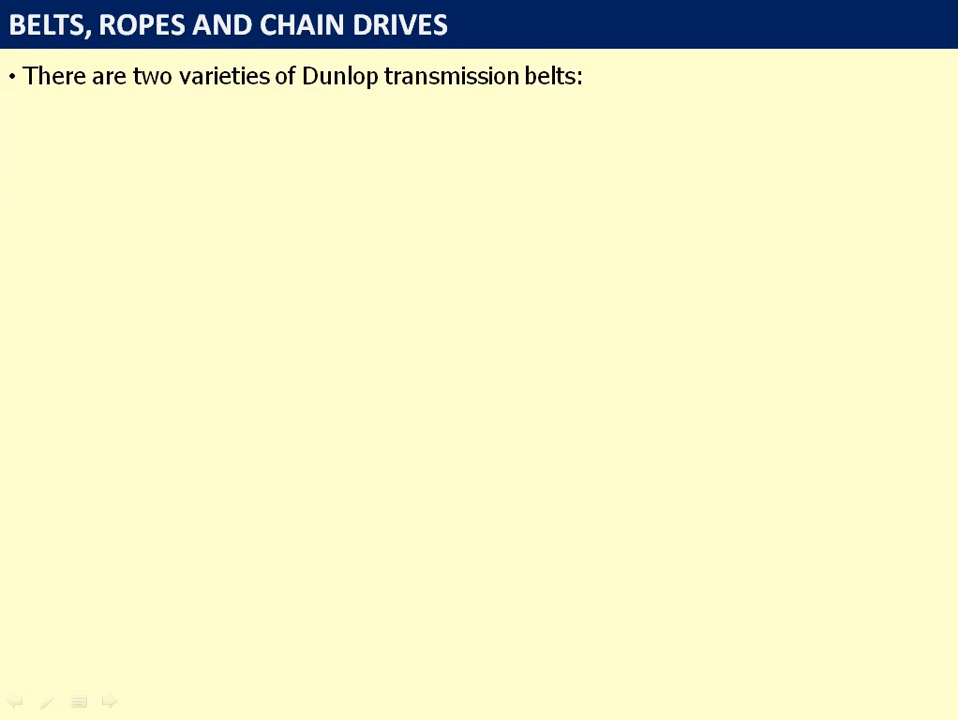 BELTS, ROPES AND CHAIN DRIVES
• There are two varieties of Dunlop transmission belts: